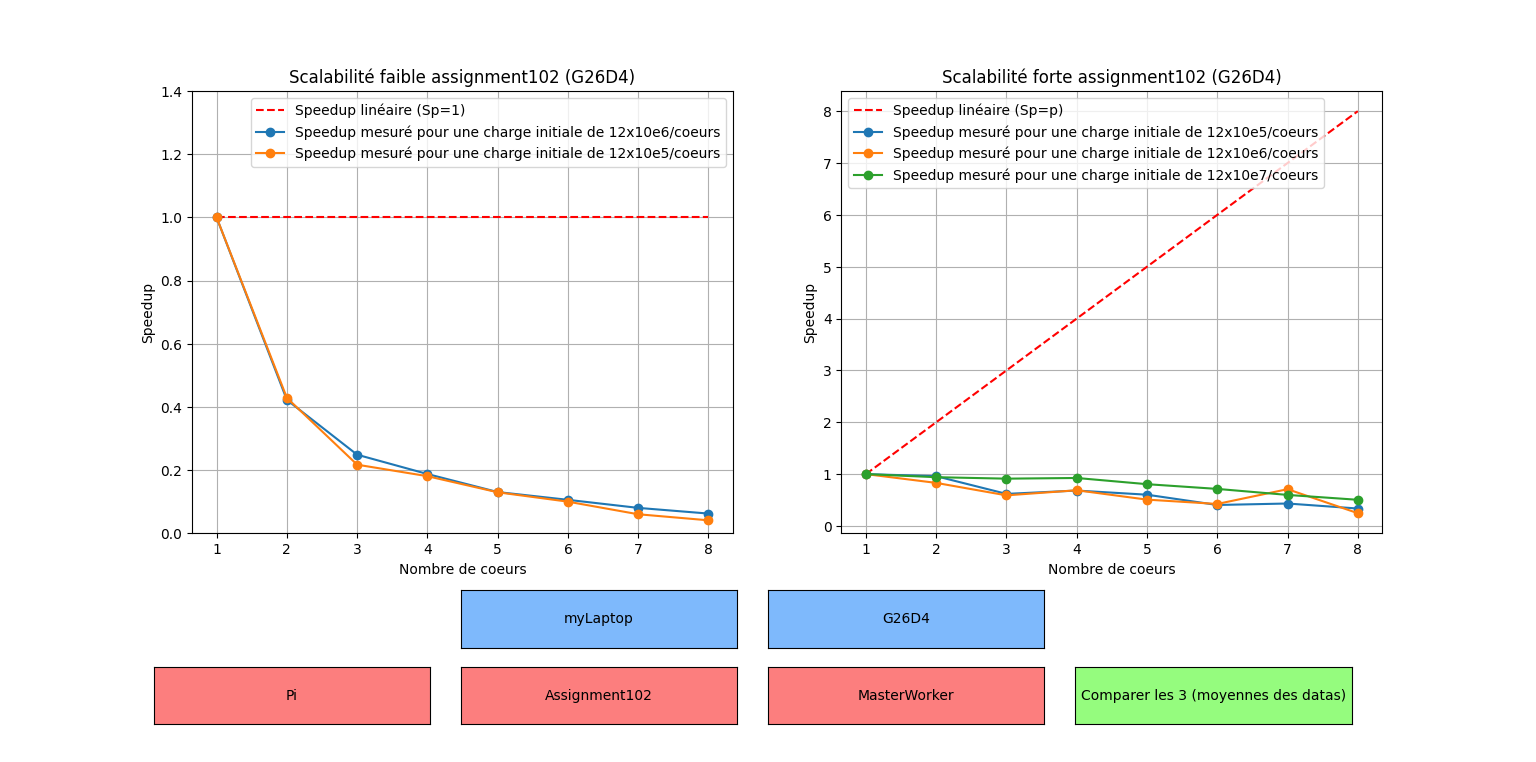 Scalabilité faible assignment102 (G26D4)
Speedup linéaire (Sp=1)
Speedup mesuré pour une charge initiale de 12x10e6/coeurs
Speedup mesuré pour une charge initiale de 12x10e5/coeurs
1.4
1.2
1.0
0.8
0.6
0.4
0.2
0.0
Speedup
1 2 3 4 5 6 7 8
Nombre de coeurs
Scalabilité forte assignment102 (G26D4)
Speedup linéaire (Sp=p)
Speedup mesuré pour une charge initiale de 12x10e5/coeurs
Speedup mesuré pour une charge initiale de 12x10e6/coeurs
Speedup mesuré pour une charge initiale de 12x10e7/coeurs
8
7
6
5
4
3
2
1
0
Speedup
1 2 3 4 5 6 7 8
Nombre de coeurs
myLaptop
G26D4
Pi
Assignment102
MasterWorker
Comparer les 3 (moyennes des datas)